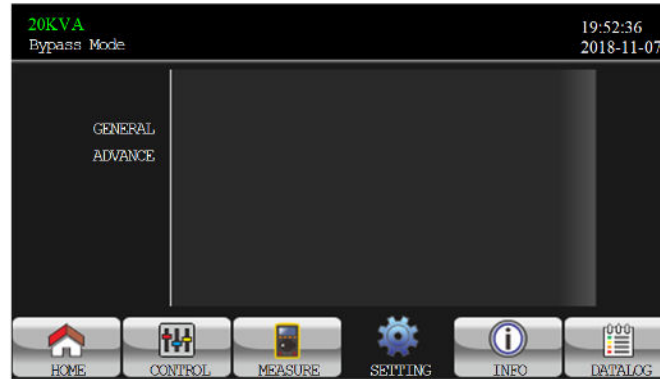 20KVA
Bypass Mode
19:52:36
2018-11-07
GENERAL
ADVANCE
HOME
CONTROL
MEASURE
SETTING
INFO
DATALOG